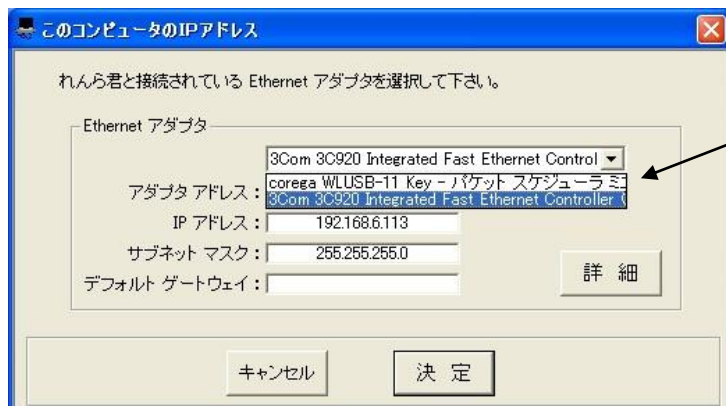 このコンピュータのIPアドレス
れんら君と接続されている Ethernet アダプタを選択して下さい。
Ethernet アダプタ
3Com 3C920 Integrated Fast Ethernet Control
corega WLUSB-11 Key - パケット スケジューラ ミニ
アダプタ アドレス :
3Com 3C920 Integrated Fast Ethernet Controller (
IP アドレス : 192.168.6.113
サブネット マスク : 255.255.255.0
デフォルト ゲートウェイ :
詳 細
キャンセル 決 定